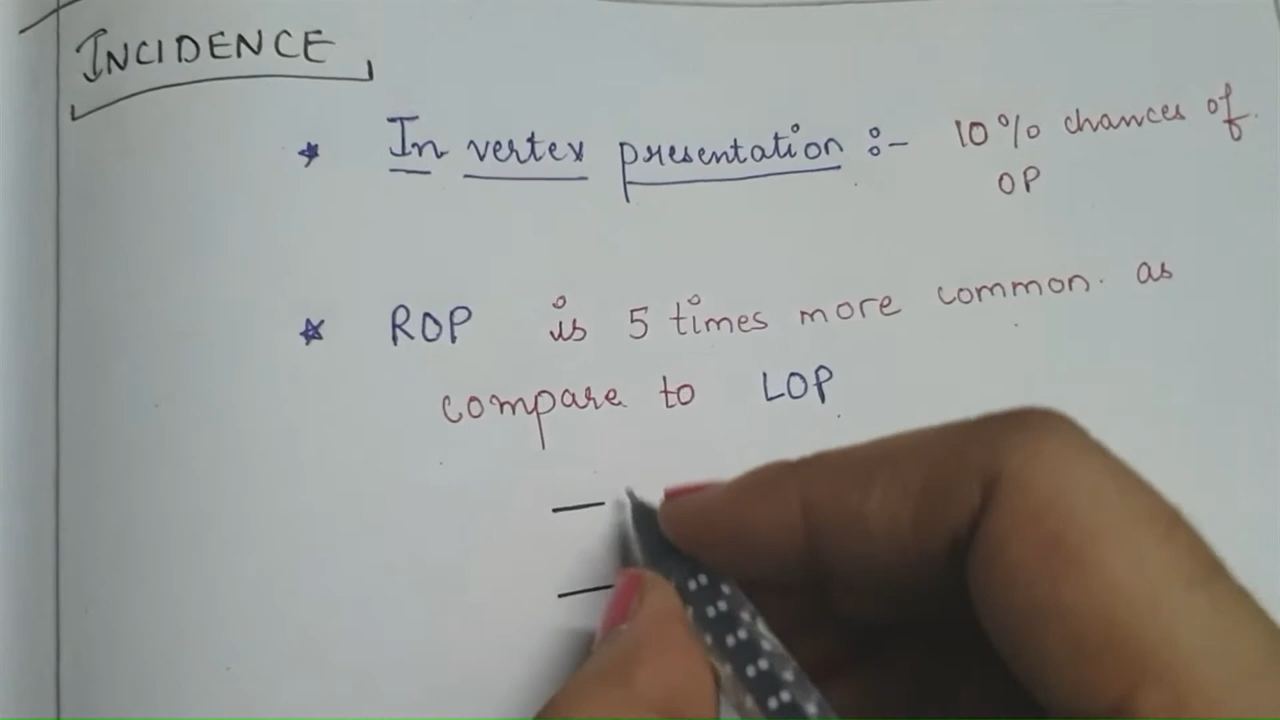 INCIDENCE
* In vertex presentation :- 10% chances of
OP
* ROP is 5 times more common. as
compare to LOP